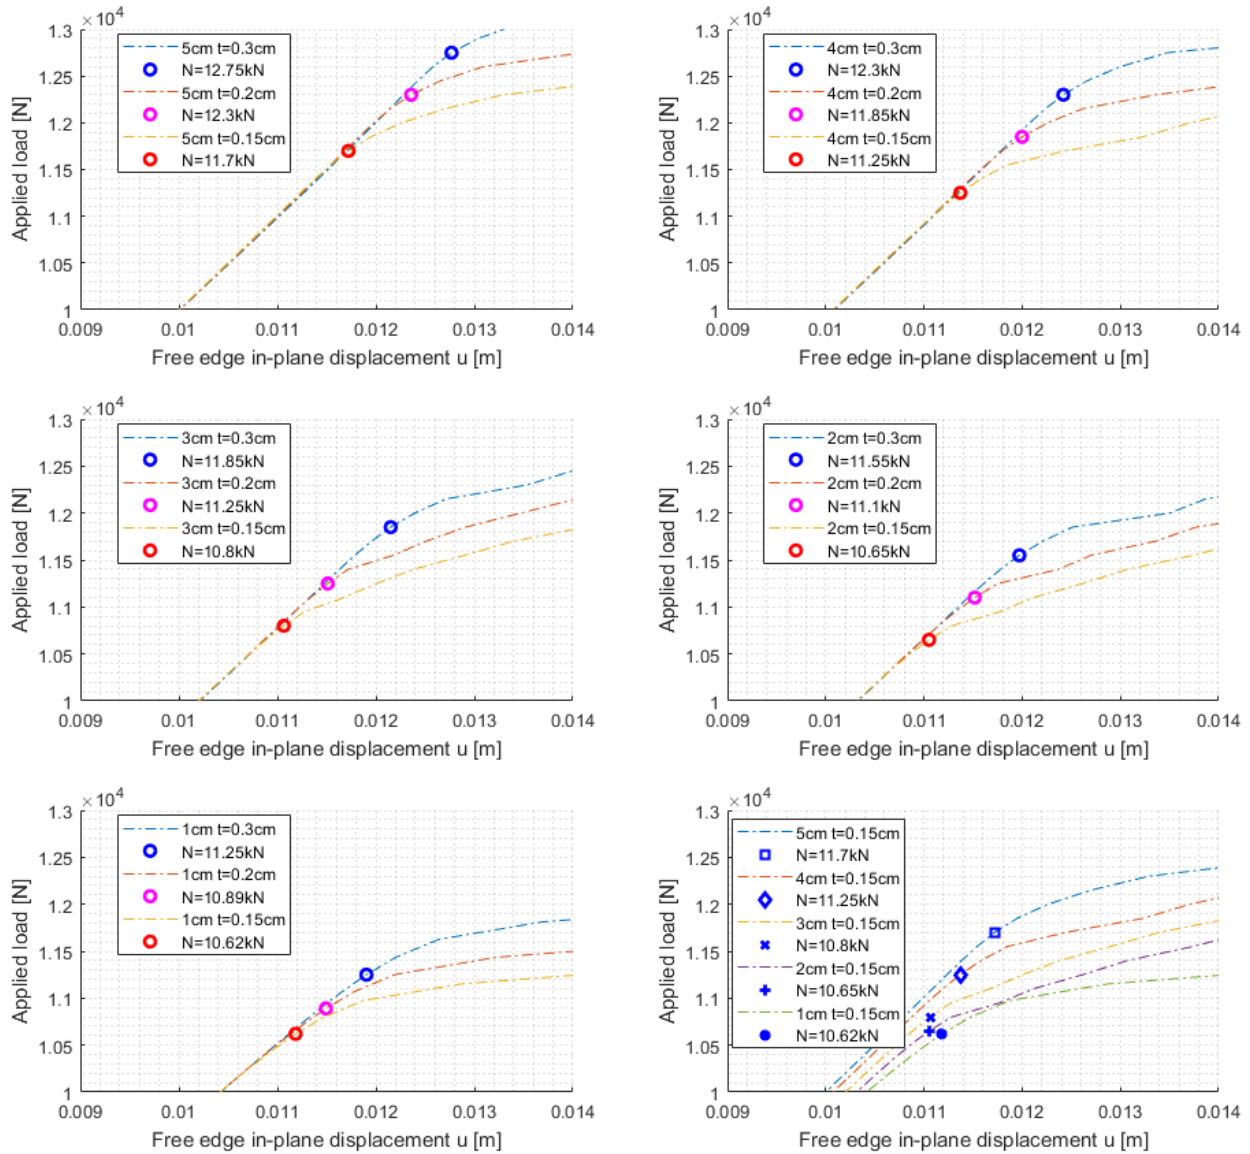 ×10⁴
1.3
1.25
1.2
1.15
1.1
1.05
1
Applied load [N]
5cm t=0.3cm
N=12.75kN
5cm t=0.2cm
N=12.3kN
5cm t=0.15cm
N=11.7kN
0.009 0.01 0.011 0.012 0.013 0.014
Free edge in-plane displacement u [m]
×10⁴
1.3
1.25
1.2
1.15
1.1
1.05
1
Applied load [N]
4cm t=0.3cm
N=12.3kN
4cm t=0.2cm
N=11.85kN
4cm t=0.15cm
N=11.25kN
0.009 0.01 0.011 0.012 0.013 0.014
Free edge in-plane displacement u [m]
×10⁴
1.3
1.25
1.2
1.15
1.1
1.05
1
Applied load [N]
3cm t=0.3cm
N=11.85kN
3cm t=0.2cm
N=11.25kN
3cm t=0.15cm
N=10.8kN
0.009 0.01 0.011 0.012 0.013 0.014
Free edge in-plane displacement u [m]
×10⁴
1.3
1.25
1.2
1.15
1.1
1.05
1
Applied load [N]
2cm t=0.3cm
N=11.55kN
2cm t=0.2cm
N=11.1kN
2cm t=0.15cm
N=10.65kN
0.009 0.01 0.011 0.012 0.013 0.014
Free edge in-plane displacement u [m]
×10⁴
1.3
1.25
1.2
1.15
1.1
1.05
1
Applied load [N]
1cm t=0.3cm
N=11.25kN
1cm t=0.2cm
N=10.89kN
1cm t=0.15cm
N=10.62kN
0.009 0.01 0.011 0.012 0.013 0.014
Free edge in-plane displacement u [m]
×10⁴
1.3
1.25
1.2
1.15
1.1
1.05
1
Applied load [N]
5cm t=0.15cm
N=11.7kN
4cm t=0.15cm
N=11.25kN
3cm t=0.15cm
N=10.8kN
2cm t=0.15cm
N=10.65kN
1cm t=0.15cm
N=10.62kN
0.009 0.01 0.011 0.012 0.013 0.014
Free edge in-plane displacement u [m]